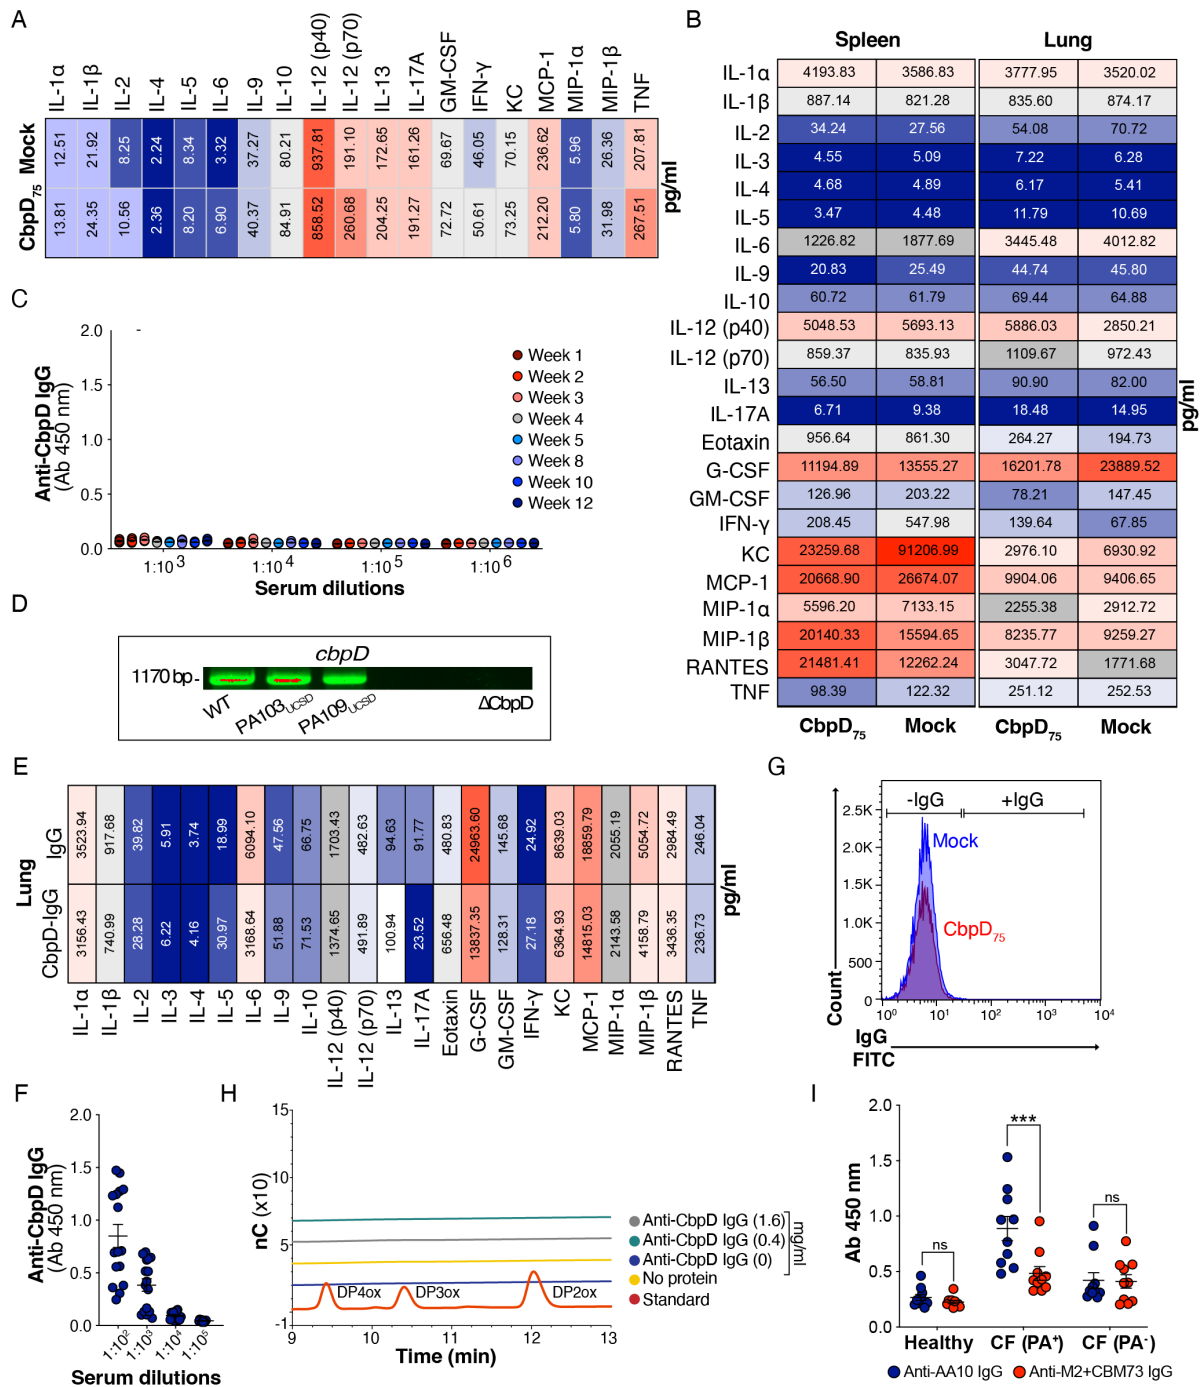 A
IL-1α
IL-1β
IL-2
IL-4
IL-5
IL-6
IL-9
IL-10
IL-12 (p40)
IL-12 (p70)
IL-13
IL-17A
GM-CSF
IFN-γ
KC
MCP-1
MIP-1α
MIP-1β
TNF
Mock
12.51 21.92 8.25 2.24 8.34 3.32 37.27 80.21 937.81 191.10 172.65 161.26 69.67 46.05 70.15 236.62 5.96 26.36 207.81
CbpD75
13.81 24.35 10.56 2.36 8.20 6.90 40.37 84.91 858.52 260.68 204.25 191.27 72.72 50.61 73.25 212.20 5.80 31.98 267.51
pg/ml
B
Spleen Lung
IL-1α 4193.83 3586.83 3777.95 3520.02
IL-1β 887.14 821.28 835.60 874.17
IL-2 34.24 27.56 54.08 70.72
IL-3 4.55 5.09 7.22 6.28
IL-4 4.68 4.89 6.17 5.41
IL-5 3.47 4.48 11.79 10.69
IL-6 1226.82 1877.69 3445.48 4012.82
IL-9 20.83 25.49 44.74 45.80
IL-10 60.72 61.79 69.44 64.88
IL-12 (p40) 5048.53 5693.13 5886.03 2850.21
IL-12 (p70) 859.37 835.93 1109.67 972.43
IL-13 56.50 58.81 90.90 82.00
IL-17A 6.71 9.38 18.48 14.95
Eotaxin 956.64 861.30 264.27 194.73
G-CSF 11194.89 13555.27 16201.78 23889.52
GM-CSF 126.96 203.22 78.21 147.45
IFN-γ 208.45 547.98 139.64 67.85
KC 23259.68 91206.99 2976.10 6930.92
MCP-1 20668.90 26674.07 9904.06 9406.65
MIP-1α 5596.20 7133.15 2255.38 2912.72
MIP-1β 20140.33 15594.65 8235.77 9259.27
RANTES 21481.41 12262.24 3047.72 1771.68
TNF 98.39 122.32 251.12 252.53
CbpD75 Mock CbpD75 Mock
pg/ml
C
Anti-CbpD IgG
(Ab 450 nm)
2.0
1.5
1.0
0.5
0.0
1:10³ 1:10⁴ 1:10⁵ 1:10⁶
Serum dilutions
Week 1
Week 2
Week 3
Week 4
Week 5
Week 8
Week 10
Week 12
D
cbpD
1170 bp-
WT
PA103UCSD
PA109UCSD
ΔCbpD
E
Lung
IgG
3523.94 917.68 39.82 5.91 3.74 18.99 6094.10 47.56 66.75 1703.43 482.63 94.63 91.77 480.83 24963.60 145.68 24.92 8639.03 18859.79 2055.19 5054.72 2984.49 246.04
CbpD-IgG
3156.43 740.99 28.28 6.22 4.16 30.97 3168.64 51.88 71.53 1374.65 491.89 100.94 23.52 656.48 13837.35 128.31 27.18 6364.93 14815.03 2143.58 4158.79 3436.35 236.73
pg/ml
IL-1α
IL-1β
IL-2
IL-3
IL-4
IL-5
IL-6
IL-9
IL-10
IL-12 (p40)
IL-12 (p70)
IL-13
IL-17A
Eotaxin
G-CSF
GM-CSF
IFN-γ
KC
MCP-1
MIP-1α
MIP-1β
RANTES
TNF
G
-IgG +IgG
2.5K
2.0K
1.5K
1.0K
500
0
Mock
CbpD75
Count
10⁰ 10¹ 10² 10³ 10⁴
IgG
FITC
F
Anti-CbpD IgG
(Ab 450 nm)
2.0
1.5
1.0
0.5
0.0
1:10²
1:10³
1:10⁴
1:10⁵
Serum dilutions
H
nC (x10)
15
5
-1
DP4ox DP3ox DP2ox
9 10 11 12 13
Time (min)
Anti-CbpD IgG (1.6)
Anti-CbpD IgG (0.4)
Anti-CbpD IgG (0)
No protein
Standard
mg/ml
I
Ab 450 nm
2.0
1.5
1.0
0.5
0.0
ns *** ns
Healthy CF (PA⁺) CF (PA⁻)
Anti-AA10 IgG Anti-M2+CBM73 IgG